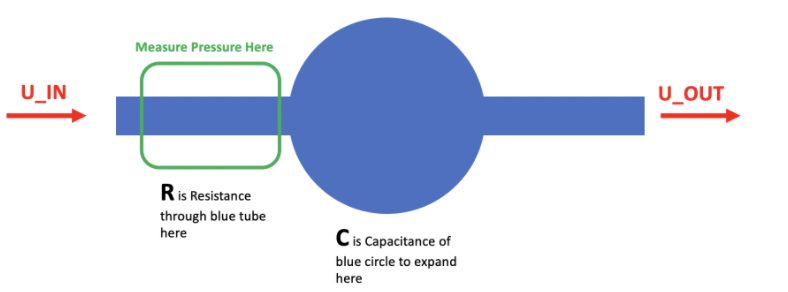 Measure Pressure Here
U_IN
U_OUT
R is Resistance
through blue tube
here
C is Capacitance of
blue circle to expand
here